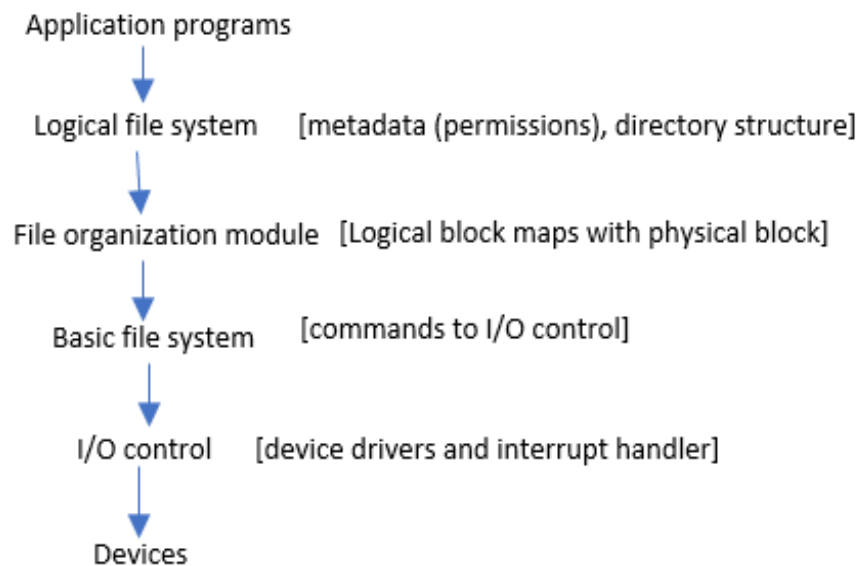 Application programs
Logical file system [metadata (permissions), directory structure]
File organization module [Logical block maps with physical block]
Basic file system [commands to I/O control]
I/O control [device drivers and interrupt handler]
Devices